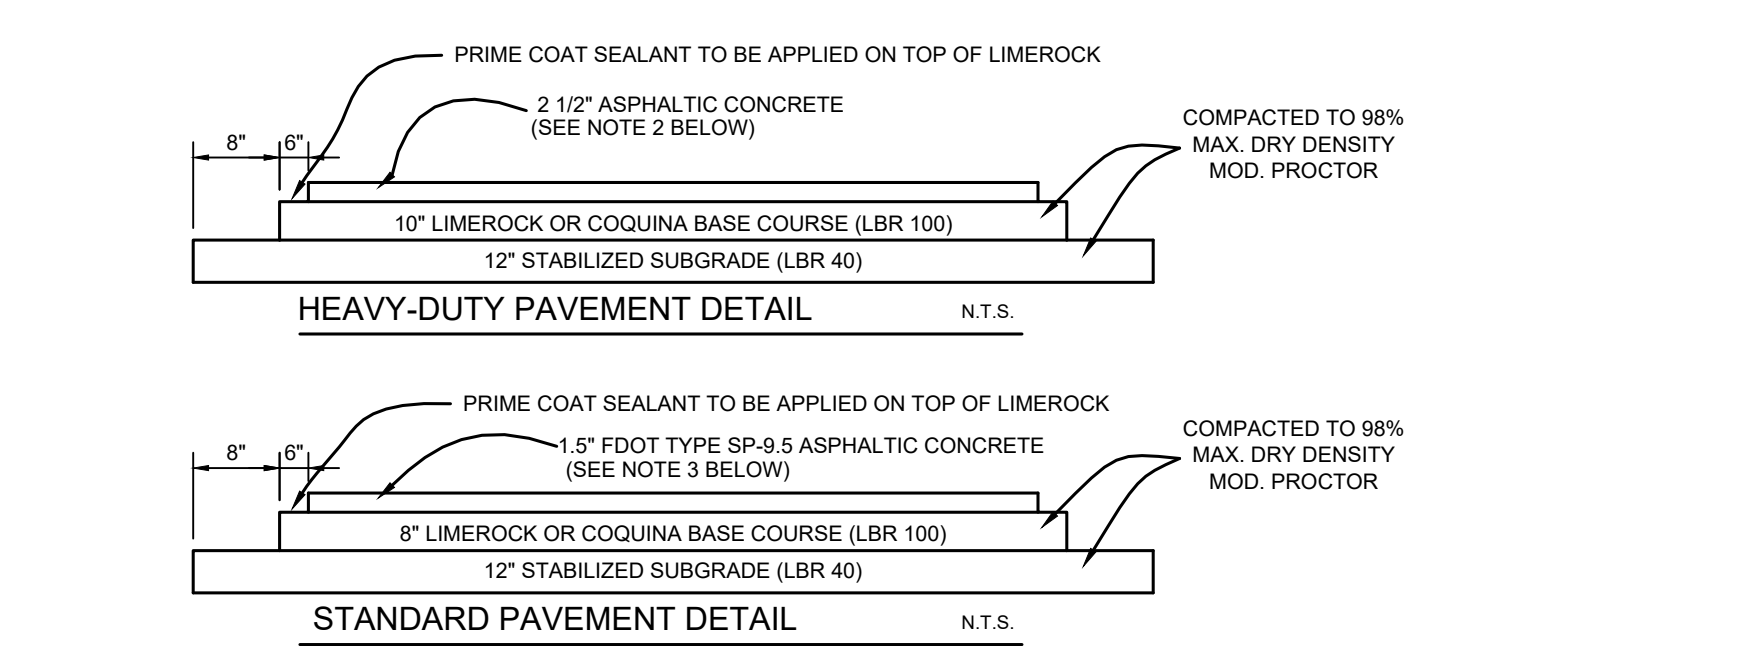 PRIME COAT SEALANT TO BE APPLIED ON TOP OF LIMEROCK
2 1/2" ASPHALTIC CONCRETE
(SEE NOTE 2 BELOW)
8"
6"
COMPACTED TO 98%
MAX. DRY DENSITY
MOD. PROCTOR
10" LIMEROCK OR COQUINA BASE COURSE (LBR 100)
12" STABILIZED SUBGRADE (LBR 40)
HEAVY-DUTY PAVEMENT DETAIL
N.T.S.
PRIME COAT SEALANT TO BE APPLIED ON TOP OF LIMEROCK
1.5" FDOT TYPE SP-9.5 ASPHALTIC CONCRETE
(SEE NOTE 3 BELOW)
8"
6"
COMPACTED TO 98%
MAX. DRY DENSITY
MOD. PROCTOR
8" LIMEROCK OR COQUINA BASE COURSE (LBR 100)
12" STABILIZED SUBGRADE (LBR 40)
STANDARD PAVEMENT DETAIL
N.T.S.